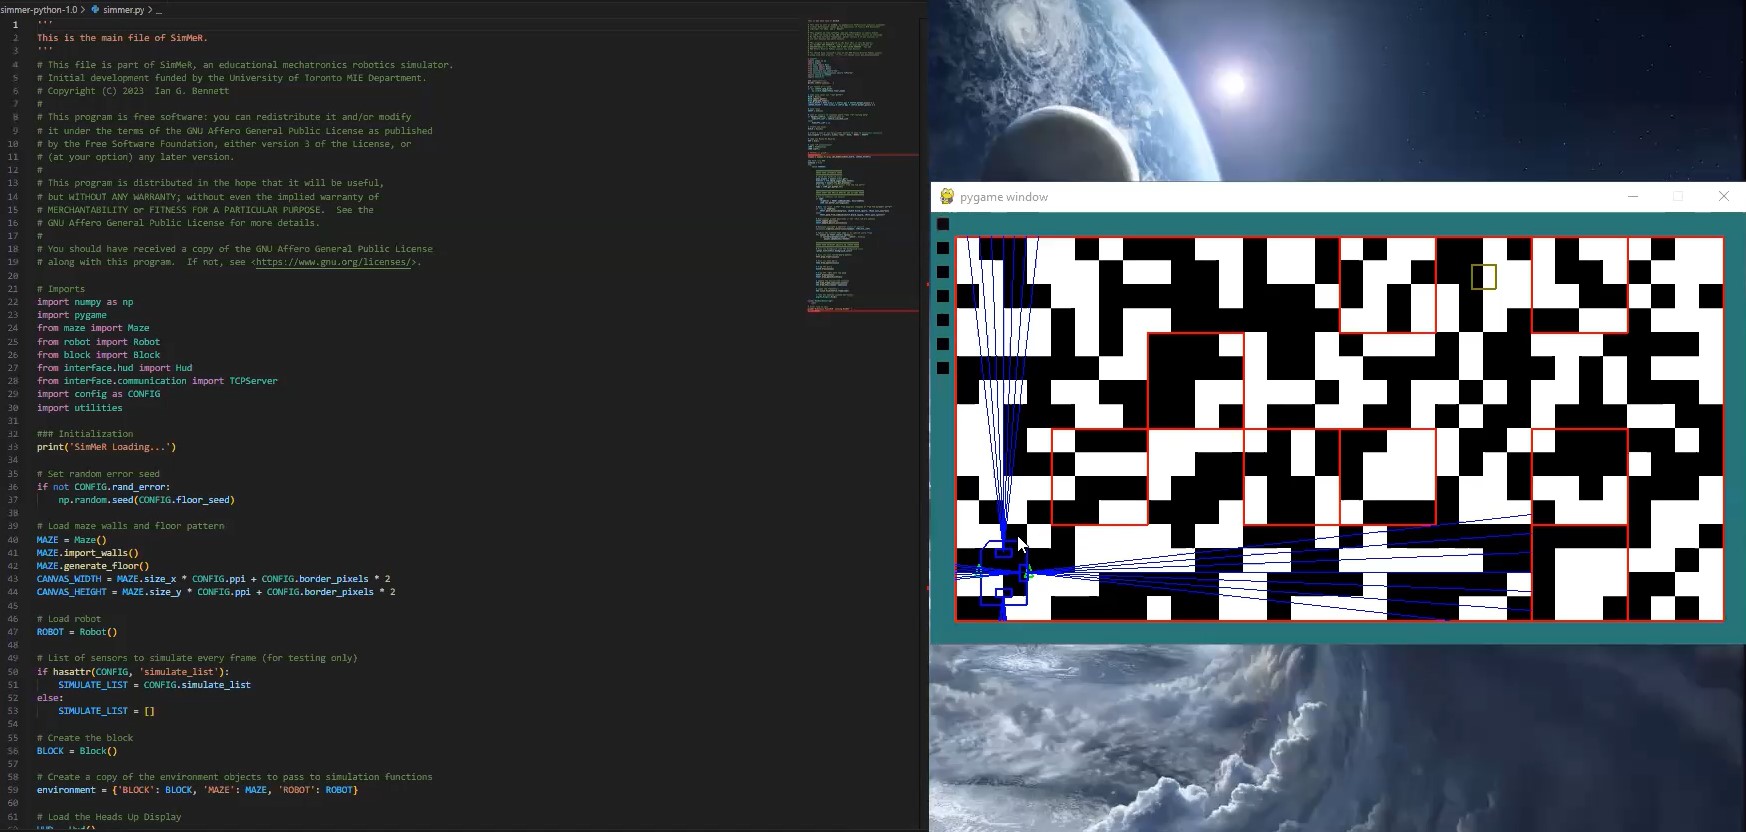 simmer-python-1.0 > simmer.py > ...
1 '''
2 This is the main file of SimMeR.
3 '''
4 # This file is part of SimMeR, an educational mechatronics robotics simulator.
5 # Initial development funded by the University of Toronto MIE Department.
6 # Copyright (C) 2023  Ian G. Bennett
7 #
8 # This program is free software: you can redistribute it and/or modify
9 # it under the terms of the GNU Affero General Public License as published
10 # by the Free Software Foundation, either version 3 of the License, or
11 # (at your option) any later version.
12 #
13 # This program is distributed in the hope that it will be useful,
14 # but WITHOUT ANY WARRANTY; without even the implied warranty of
15 # MERCHANTABILITY or FITNESS FOR A PARTICULAR PURPOSE.  See the
16 # GNU Affero General Public License for more details.
17 #
18 # You should have received a copy of the GNU Affero General Public License
19 # along with this program.  If not, see <https://www.gnu.org/licenses/>.
20
21 # Imports
22 import numpy as np
23 import pygame
24 from maze import Maze
25 from robot import Robot
26 from block import Block
27 from interface.hud import Hud
28 from interface.communication import TCPServer
29 import config as CONFIG
30 import utilities
31
32 ### Initialization
33 print('SimMeR Loading...')
34
35 # Set random error seed
36 if not CONFIG.rand_error:
37     np.random.seed(CONFIG.floor_seed)
38
39 # Load maze walls and floor pattern
40 MAZE = Maze()
41 MAZE.import_walls()
42 MAZE.generate_floor()
43 CANVAS_WIDTH = MAZE.size_x * CONFIG.ppi + CONFIG.border_pixels * 2
44 CANVAS_HEIGHT = MAZE.size_y * CONFIG.ppi + CONFIG.border_pixels * 2
45
46 # Load robot
47 ROBOT = Robot()
48
49 # List of sensors to simulate every frame (for testing only)
50 if hasattr(CONFIG, 'simulate_list'):
51     SIMULATE_LIST = CONFIG.simulate_list
52 else:
53     SIMULATE_LIST = []
54
55 # Create the block
56 BLOCK = Block()
57
58 # Create a copy of the environment objects to pass to simulation functions
59 environment = {'BLOCK': BLOCK, 'MAZE': MAZE, 'ROBOT': ROBOT}
60
61 # Load the Heads Up Display
pygame window